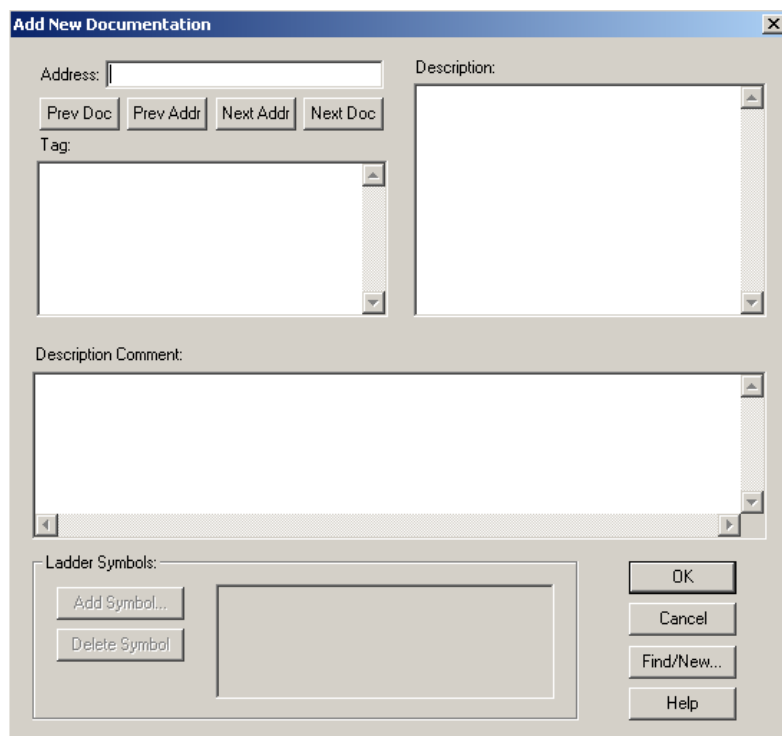 Add New Documentation
Address:
Description:
Prev Doc Prev Addr Next Addr Next Doc
Tag:
Description Comment:
Ladder Symbols:
Add Symbol...
Delete Symbol
OK
Cancel
Find/New...
Help